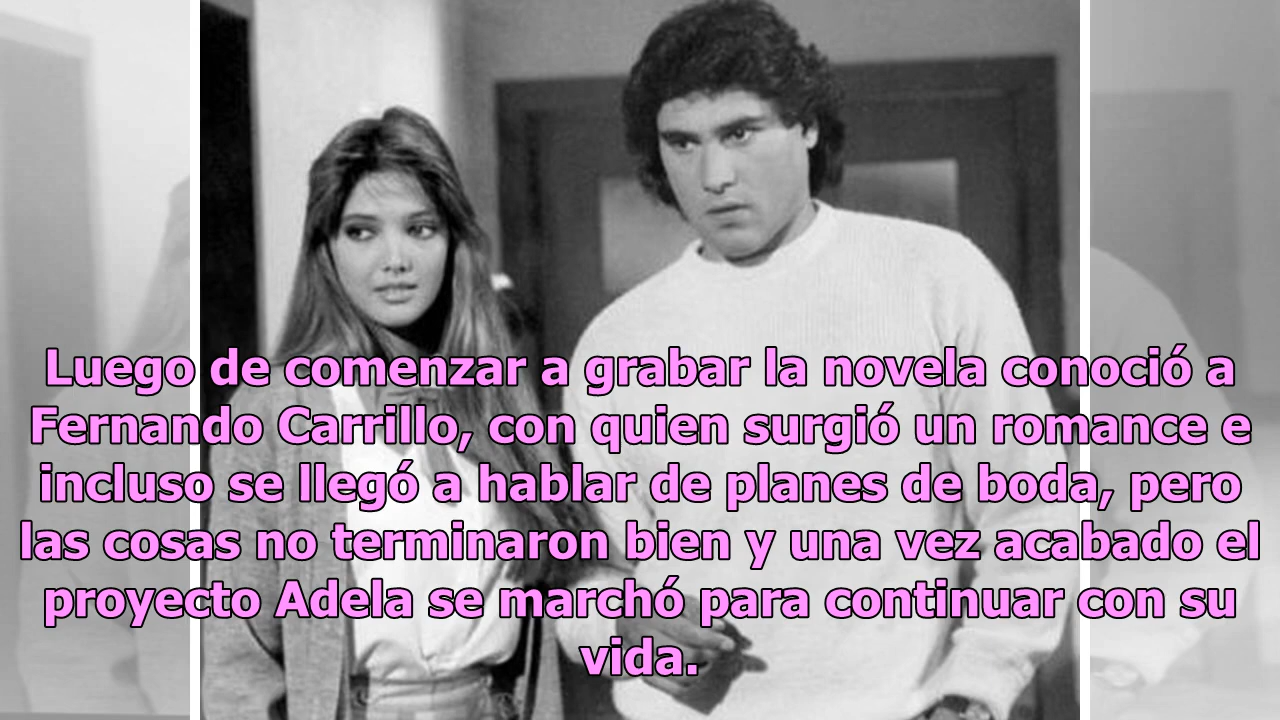 Luego de comenzar a grabar la novela conoció a
Fernando Carrillo, con quien surgió un romance e
incluso se llegó a hablar de planes de boda, pero
las cosas no terminaron bien y una vez acabado el
proyecto Adela se marchó para continuar con su
vida.